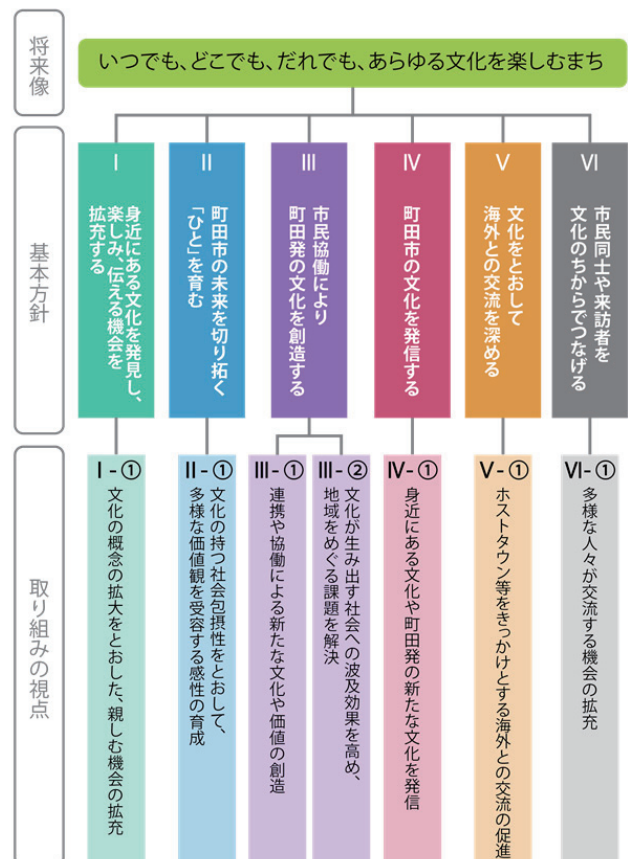 将来像
いつでも、どこでも、だれでも、あらゆる文化を楽しむまち
基本方針
I
身近にある文化を発見し、
楽しみ、伝える機会を
拡充する
II
町田市の未来を切り拓く
「ひと」を育む
III
市民協働により
町田発の文化を創造する
IV
町田市の文化を発信する
V
文化をとおして
海外との交流を深める
VI
市民同士や来訪者を
文化のちからでつなげる
取り組みの視点
I-①
文化の概念の拡大をとおした、親しむ機会の拡充
II-①
文化の持つ社会包摂性をとおして、
多様な価値観を受容する感性の育成
III-①
連携や協働による新たな文化や価値の創造
III-②
文化が生み出す社会への波及効果を高め、
地域をめぐる課題を解決
IV-①
身近にある文化や町田発の新たな文化を発信
V-①
ホストタウン等をきっかけとする海外との交流の促進
VI-①
多様な人々が交流する機会の拡充